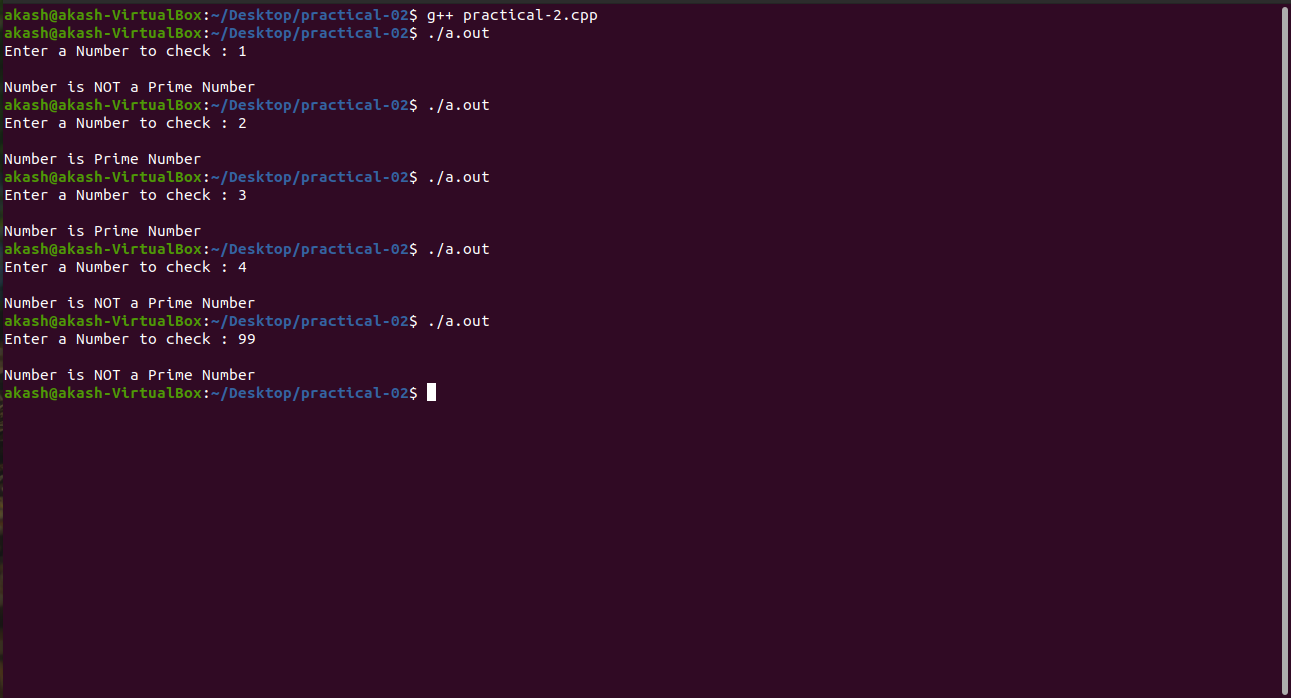 akash@akash-VirtualBox:~/Desktop/practical-02$ g++ practical-2.cpp
akash@akash-VirtualBox:~/Desktop/practical-02$ ./a.out
Enter a Number to check : 1

Number is NOT a Prime Number
akash@akash-VirtualBox:~/Desktop/practical-02$ ./a.out
Enter a Number to check : 2

Number is Prime Number
akash@akash-VirtualBox:~/Desktop/practical-02$ ./a.out
Enter a Number to check : 3

Number is Prime Number
akash@akash-VirtualBox:~/Desktop/practical-02$ ./a.out
Enter a Number to check : 4

Number is NOT a Prime Number
akash@akash-VirtualBox:~/Desktop/practical-02$ ./a.out
Enter a Number to check : 99

Number is NOT a Prime Number
akash@akash-VirtualBox:~/Desktop/practical-02$